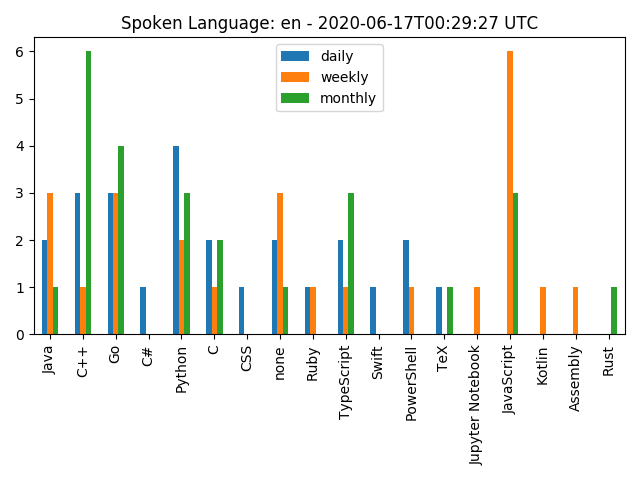 Spoken Language: en - 2020-06-17T00:29:27 UTC
daily
weekly
monthly
6
5
4
3
2
1
0
Java
C++
Go
C#
Python
C
CSS
none
Ruby
TypeScript
Swift
PowerShell
TeX
Jupyter Notebook
JavaScript
Kotlin
Assembly
Rust